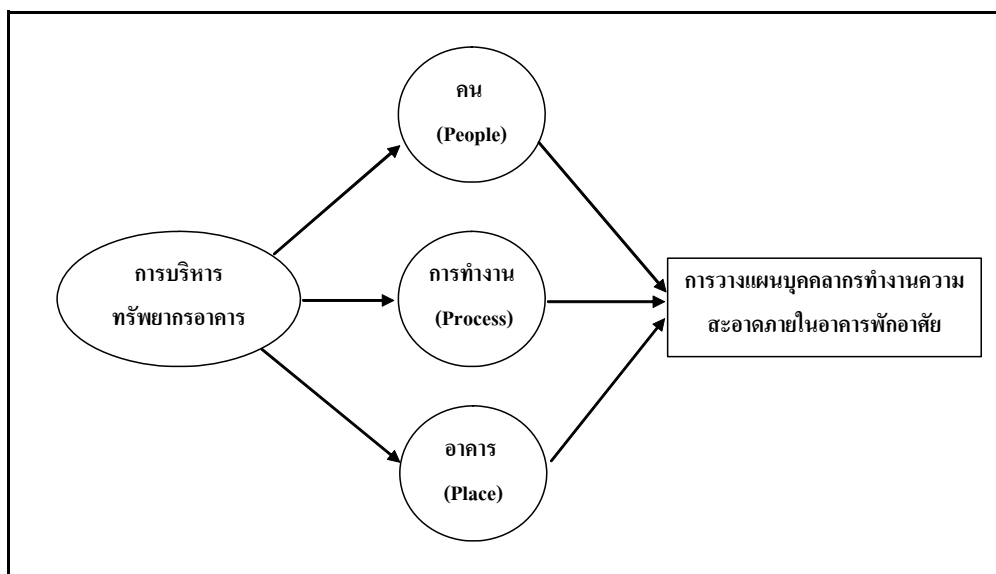 คน
(People)
การบริหาร
ทรัพยากรอาคาร
การทำงาน
(Process)
การวางแผนบุคคลากรทำงานความ
สะอาดภายในอาคารพักอาศัย
อาคาร
(Place)